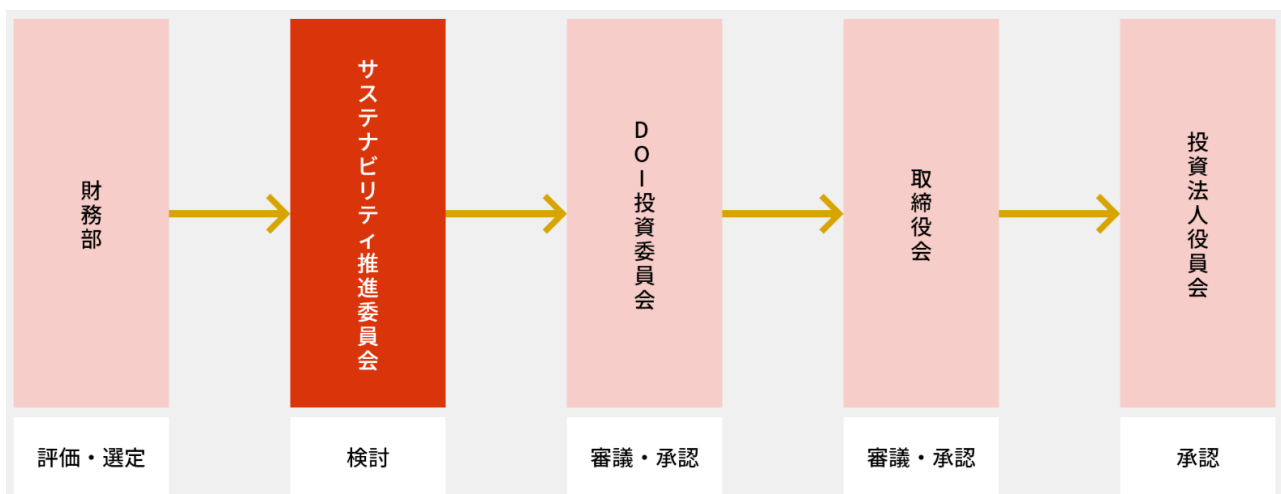 財務部
サステナビリティ推進委員会
DOI投資委員会
取締役会
投資法人役員会
評価・選定
検討
審議・承認
審議・承認
承認